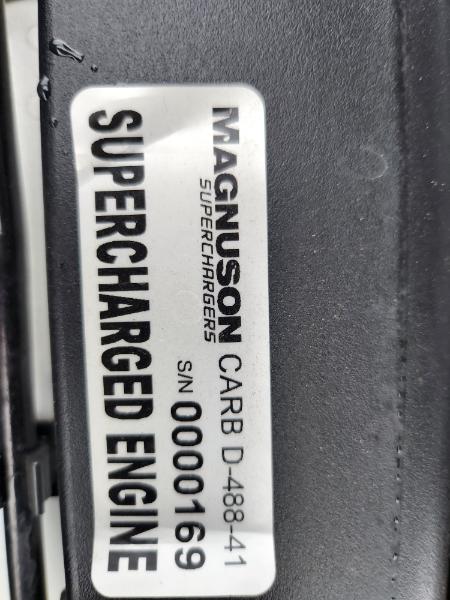 MAGNUSON CARB D-488-41
SUPERCHARGERS S/N 0000169
SUPERCHARGED ENGINE